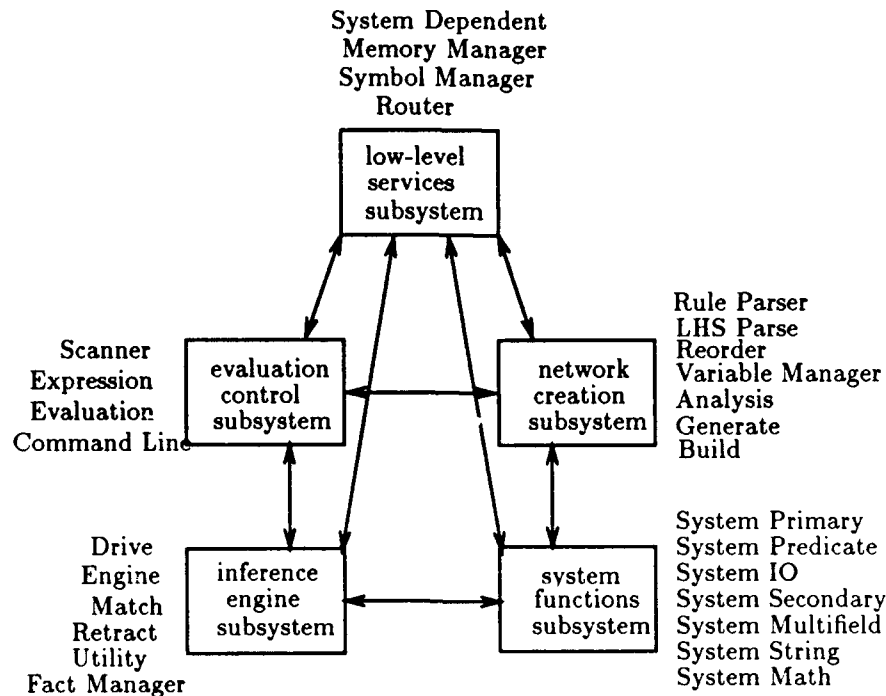 System Dependent
Memory Manager
Symbol Manager
Router
low-level
services
subsystem
Scanner
Expression
Evaluation
Command Line
evaluation
control
subsystem
network
creation
subsystem
Rule Parser
LHS Parse
Reorder
Variable Manager
Analysis
Generate
Build
Drive
Engine
Match
Retract
Utility
Fact Manager
inference
engine
subsystem
system
functions
subsystem
System Primary
System Predicate
System IO
System Secondary
System Multifield
System String
System Math